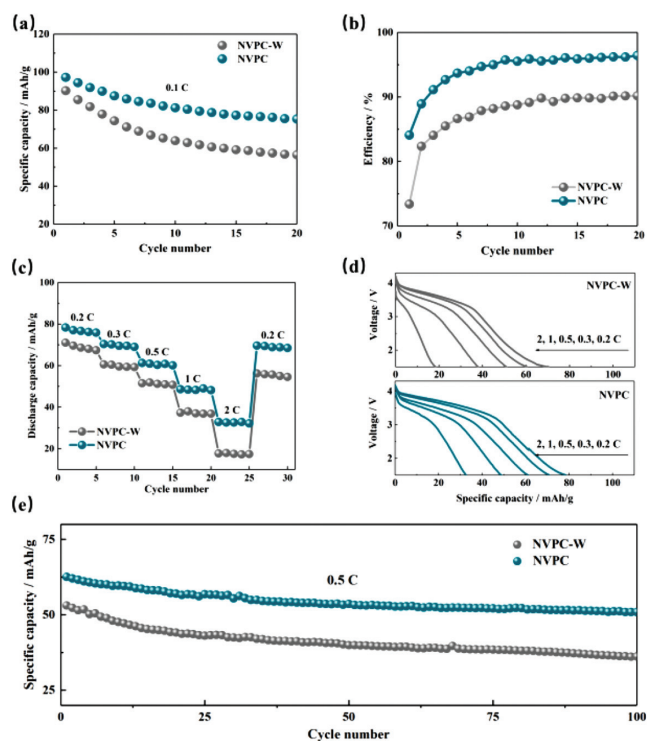 (a)
Specific capacity / mAh/g
120
100
80
60
40
20
NVPC-W
NVPC
0.1 C
0
5
10
15
20
Cycle number
(b)
Efficiency / %
100
90
80
70
NVPC-W
NVPC
0
5
10
15
20
Cycle number
(c)
Discharge capacity / mAh/g
100
80
60
40
20
0.2 C
0.3 C
0.5 C
1 C
2 C
0.2 C
NVPC-W
NVPC
0
5
10
15
20
25
30
Cycle number
(d)
Voltage / V
4
3
2
NVPC-W
2, 1, 0.5, 0.3, 0.2 C
0
20
40
60
80
100
Voltage / V
4
3
2
NVPC
2, 1, 0.5, 0.3, 0.2 C
0
20
40
60
80
100
Specific capacity / mAh/g
(e)
Specific capacity / mAh/g
75
50
25
NVPC-W
NVPC
0.5 C
0
25
50
75
100
Cycle number